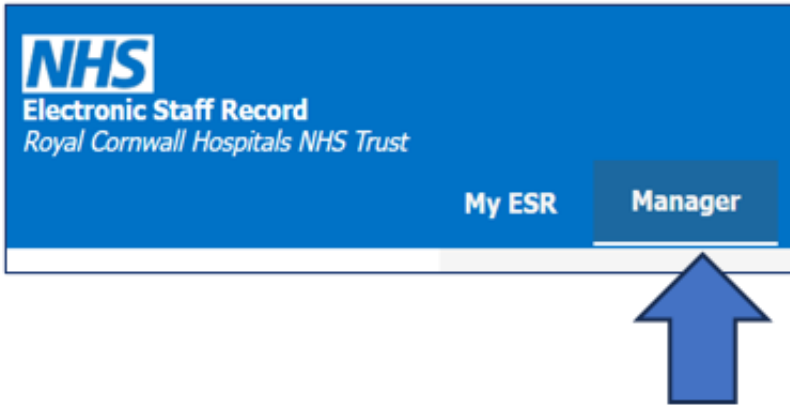 NHS
Electronic Staff Record
Royal Cornwall Hospitals NHS Trust
My ESR Manager